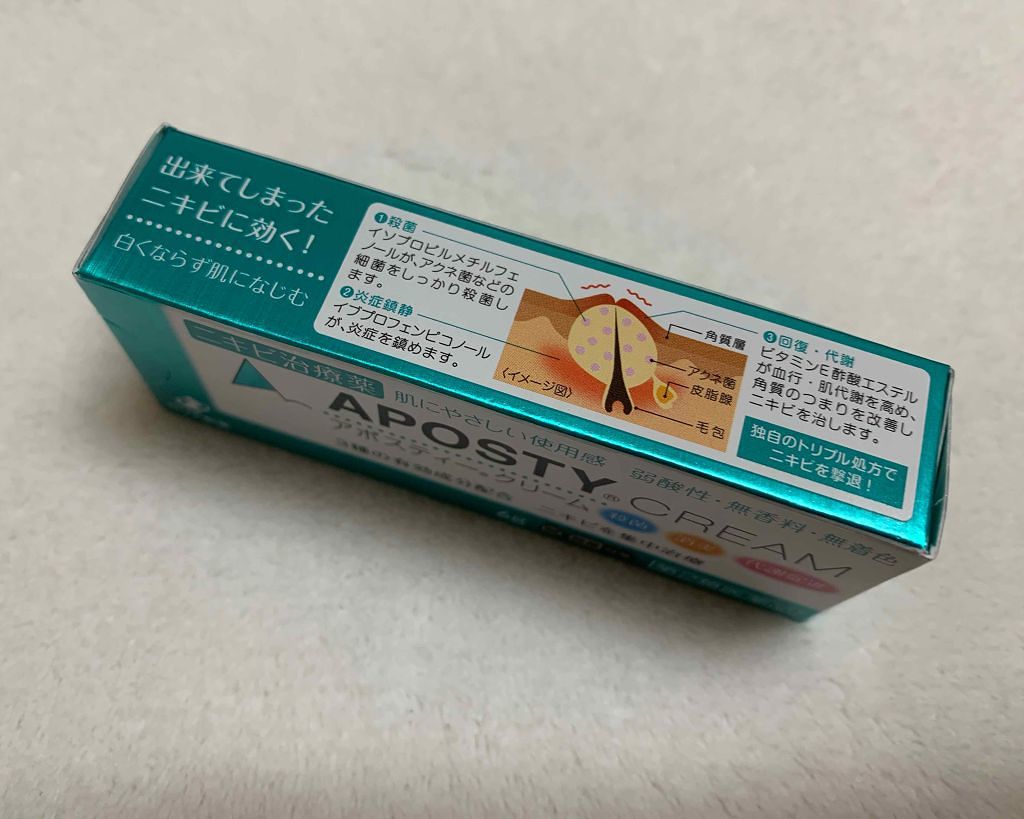 出来てしまった
ニキビに効く!
白くならず肌になじむ
❶殺菌
イソプロピルメチルフェ
ノールが、アクネ菌などの
細菌をしっかり殺菌し
ます。
❷炎症鎮静
イブプロフェンピコノール
が、炎症を鎮めます。
〈イメージ図〉
角質層
アクネ菌
皮脂腺
毛包
❸回復・代謝
ビタミンE酢酸エステル
が血行・肌代謝を高め、
角質のつまりを改善し
ニキビを治します。
独自のトリプル処方で
ニキビを撃退!
ニキビ治療薬
肌にやさしい使用感 弱酸性・無香料・無着色
APOSTY CREAM
アポスティークリーム®
3種の有効成分配合
ニキビを集中治療
殺菌
6g